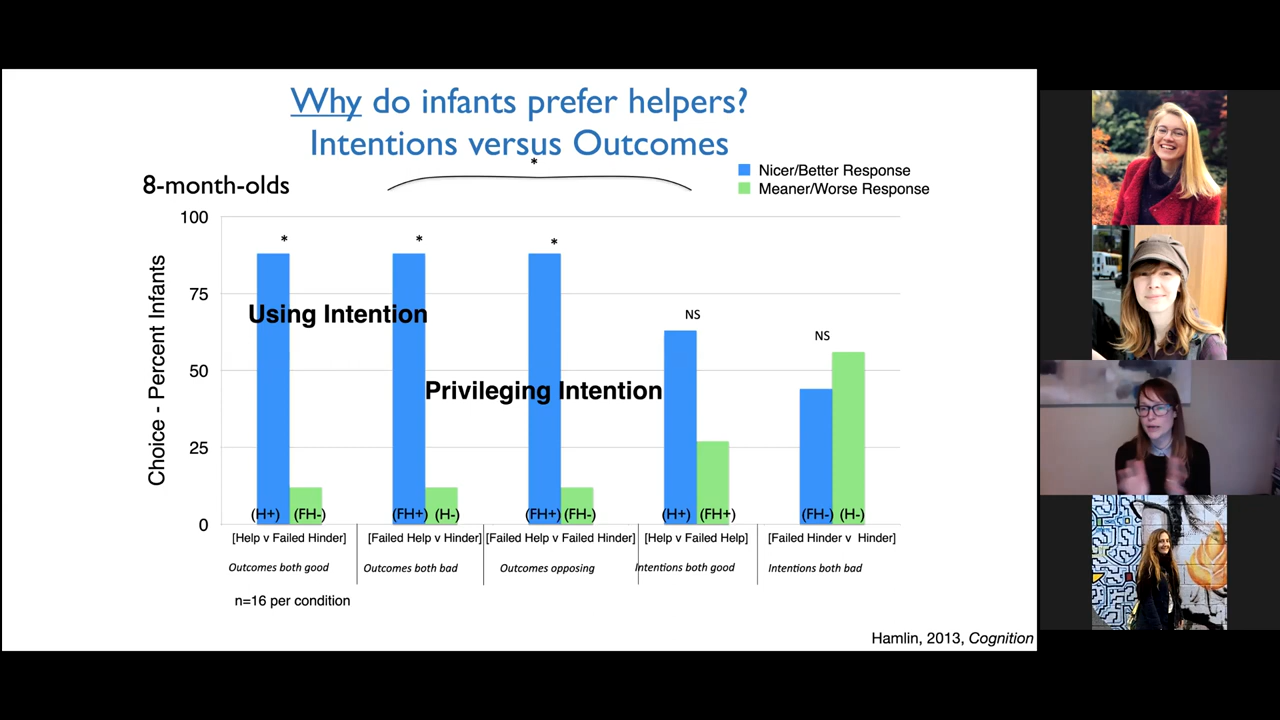 Why do infants prefer helpers?
Intentions versus Outcomes
*
8-month-olds
Nicer/Better Response
Meaner/Worse Response
Choice - Percent Infants
100
75
50
25
0
* * * NS NS
Using Intention
Privileging Intention
(H+) (FH-) (FH+) (H-) (FH+) (FH-) (H+) (FH+) (FH-) (H-)
[Help v Failed Hinder] [Failed Help v Hinder] [Failed Help v Failed Hinder] [Help v Failed Help] [Failed Hinder v Hinder]
Outcomes both good Outcomes both bad Outcomes opposing Intentions both good Intentions both bad
n=16 per condition
Hamlin, 2013, Cognition